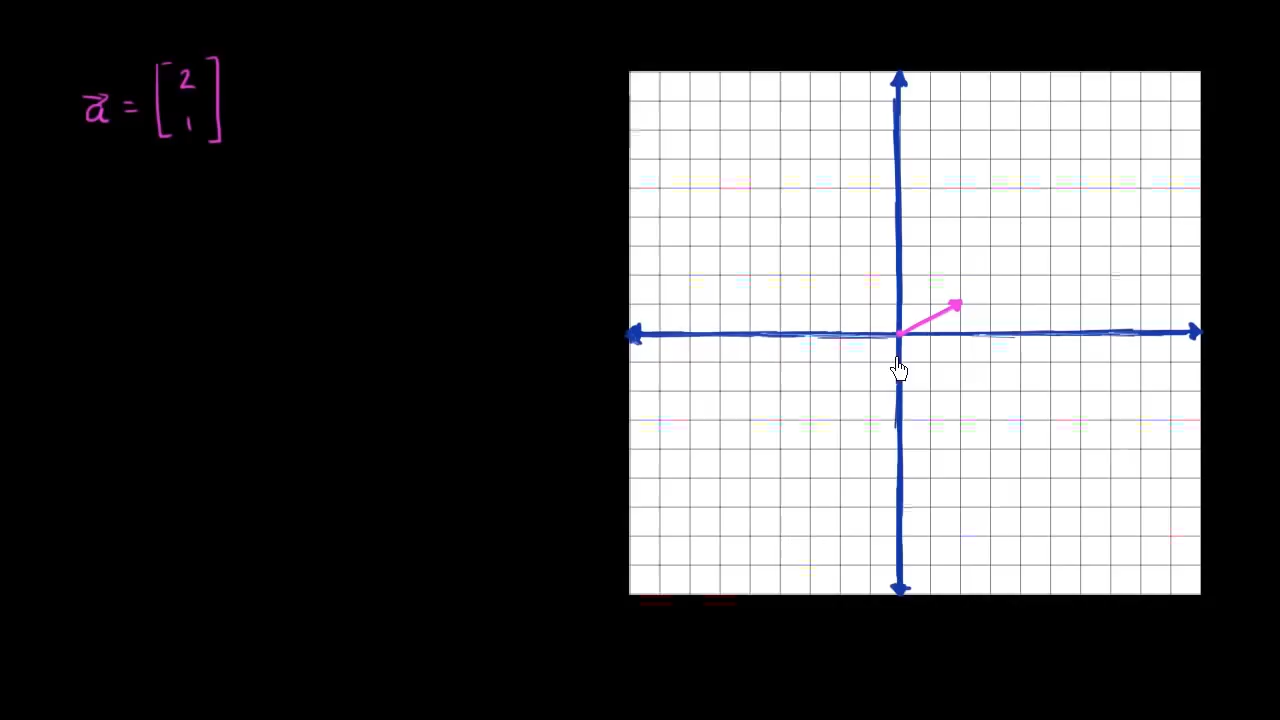 a⃗ = [2
1]